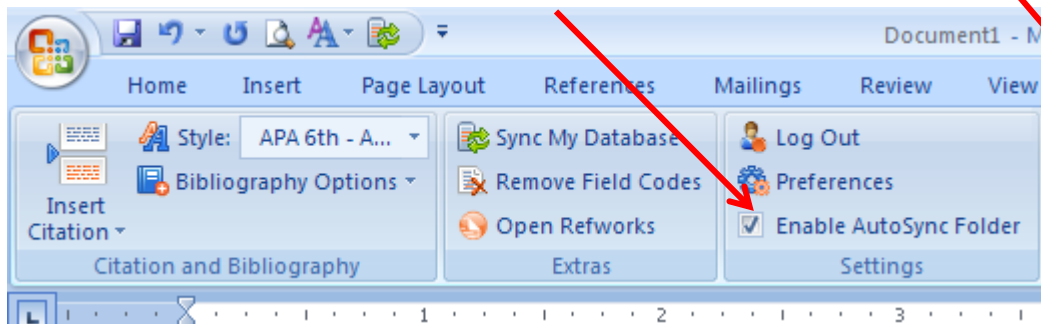 Document1 - M
Home Insert Page Layout References Mailings Review View
Style: APA 6th - A... Sync My Database Log Out
Bibliography Options Remove Field Codes Preferences
Insert
Citation Open Refworks Enable AutoSync Folder
Citation and Bibliography Extras Settings
L 1 2 3